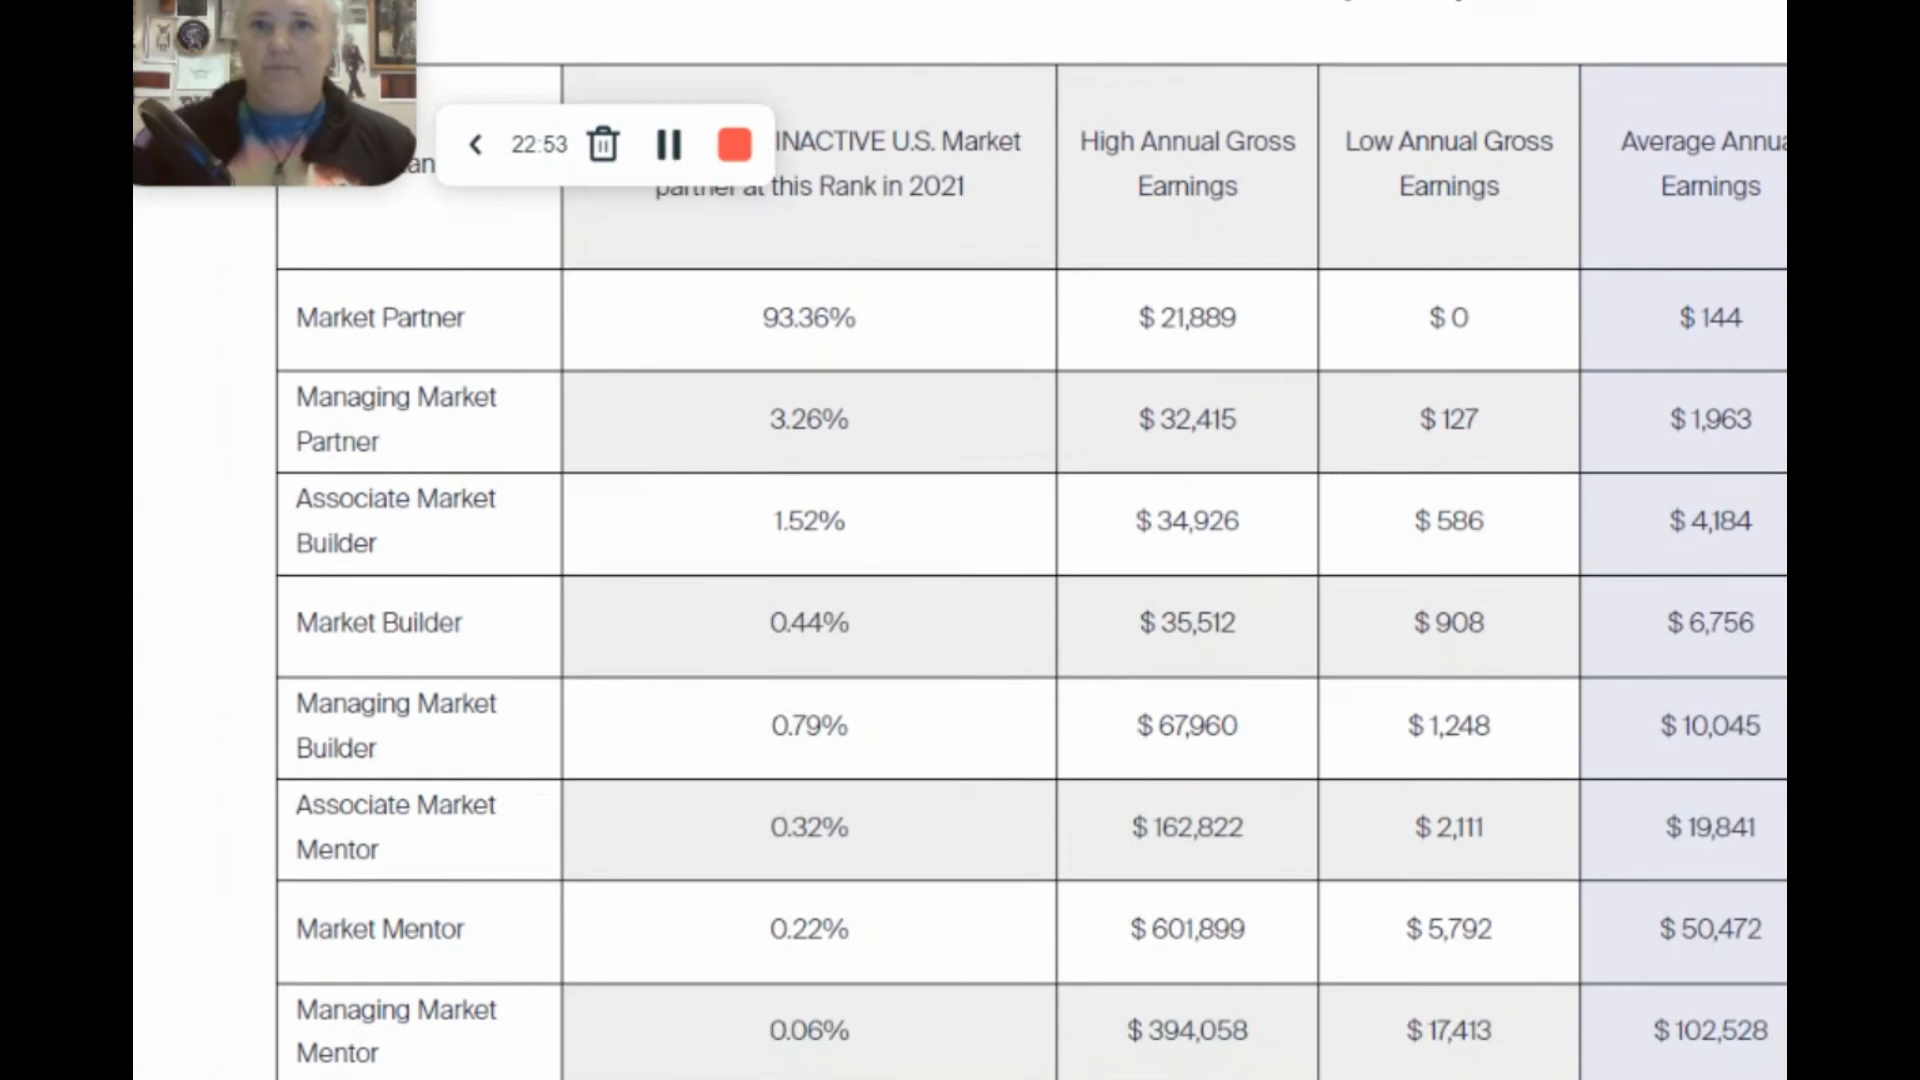 22:53
INACTIVE U.S. Market
partner at this Rank in 2021
High Annual Gross
Earnings
Low Annual Gross
Earnings
Average
Earnings
Market Partner
93.36%
$ 21,889
$ 0
$ 144
Managing Market
Partner
3.26%
$ 32,415
$ 127
$ 1,963
Associate Market
Builder
1.52%
$ 34,926
$ 586
$ 4,184
Market Builder
0.44%
$ 35,512
$ 908
$ 6,756
Managing Market
Builder
0.79%
$ 67,960
$ 1,248
$ 10,045
Associate Market
Mentor
0.32%
$ 162,822
$ 2,111
$ 19,841
Market Mentor
0.22%
$ 601,899
$ 5,792
$ 50,472
Managing Market
Mentor
0.06%
$ 394,058
$ 17,413
$ 102,528